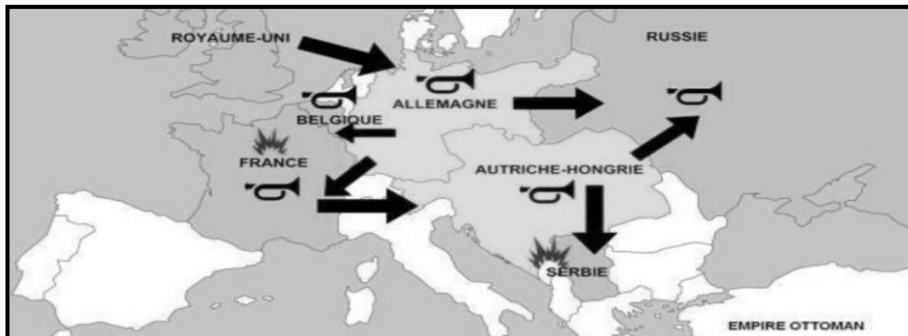 ROYAUME-UNI
RUSSIE
ALLEMAGNE
BELGIQUE
FRANCE
AUTRICHE-HONGRIE
SERBIE
EMPIRE OTTOMAN